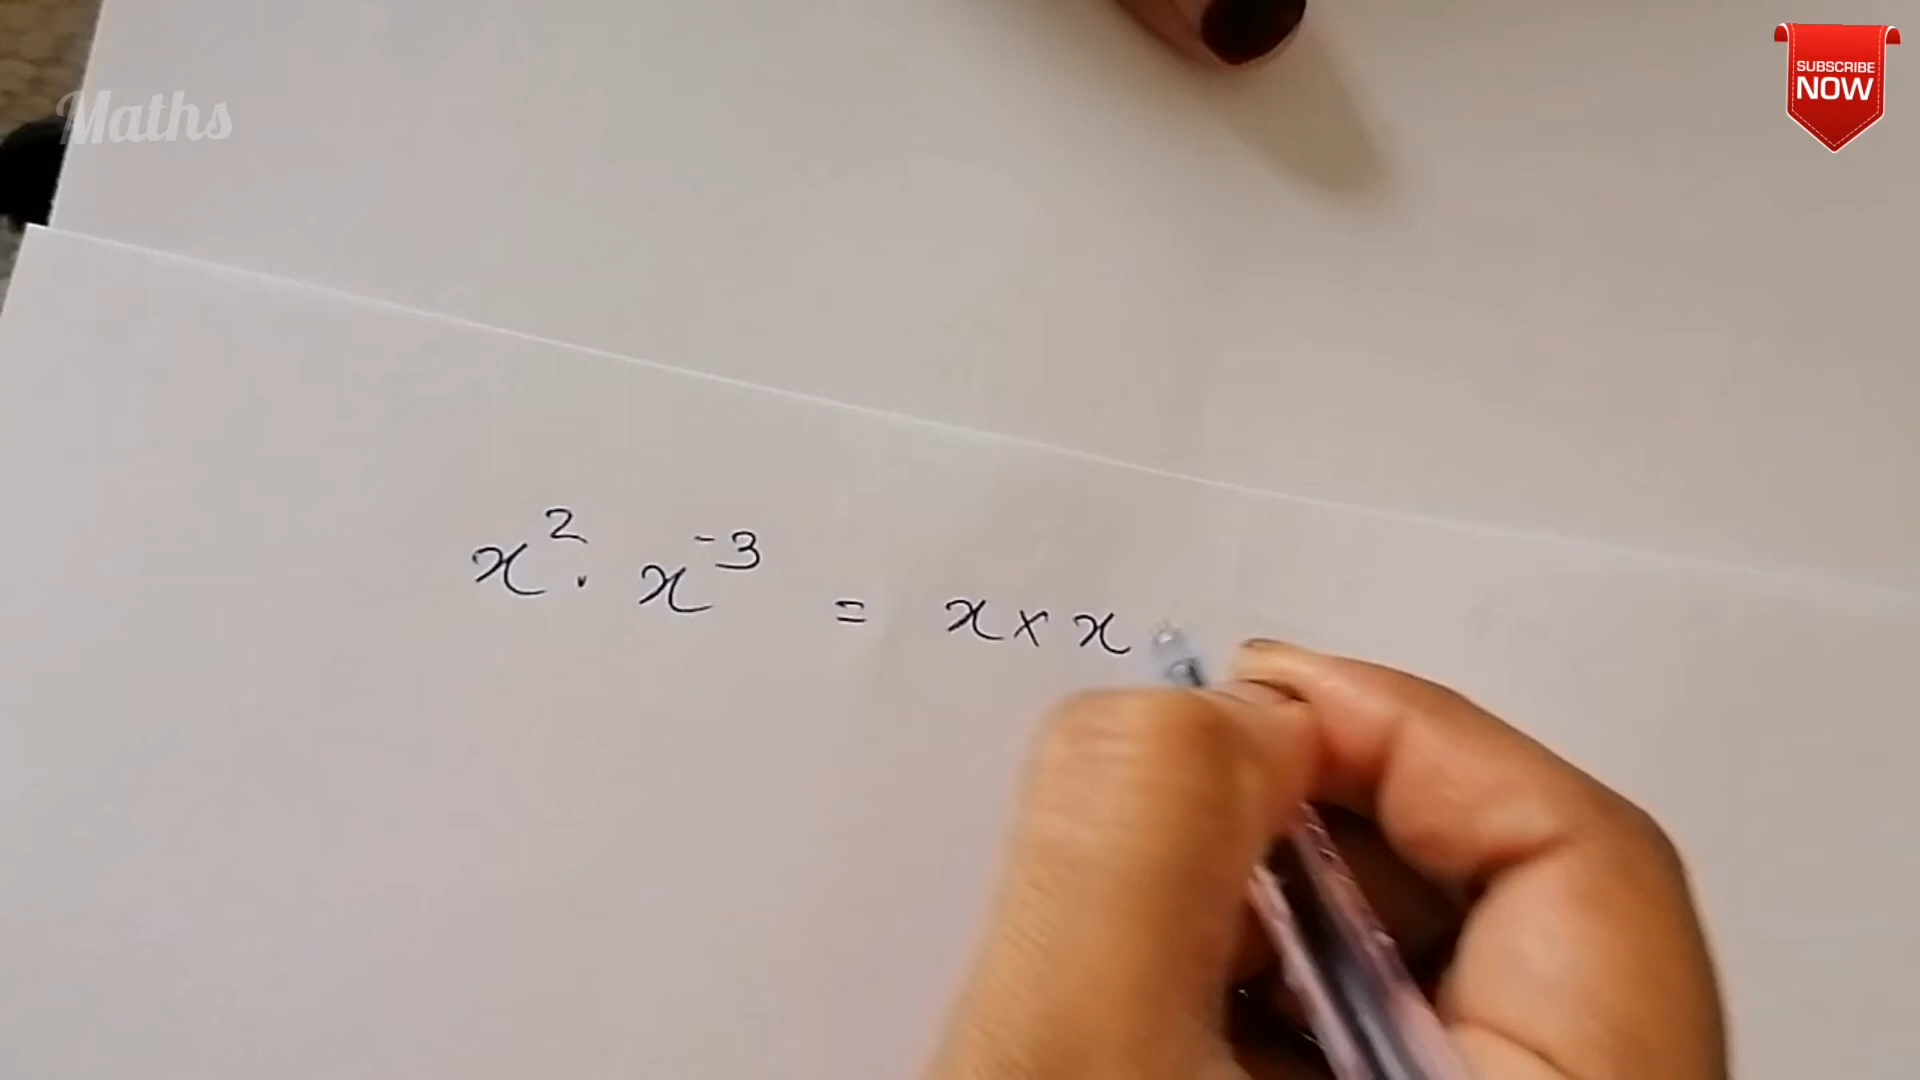 Maths
SUBSCRIBE
NOW
x² . x⁻³ = x × x